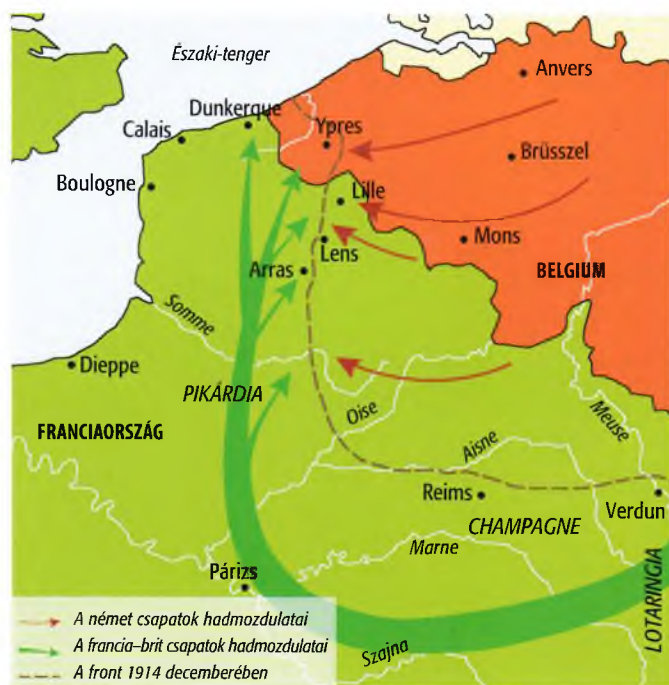 Északi-tenger
Anvers
Dunkerque
Ypres
Calais
Brüsszel
Boulogne
Lille
Mons
Lens
BELGIUM
Arras
Somme
Dieppe
PIKÁRDIA
Oise
Meuse
FRANCIAORSZÁG
Aisne
Reims
Verdun
CHAMPAGNE
Marne
Párizs
LOTARINGIA
A német csapatok hadmozdulatai
A francia–brit csapatok hadmozdulatai
Szajna
A front 1914 decemberében